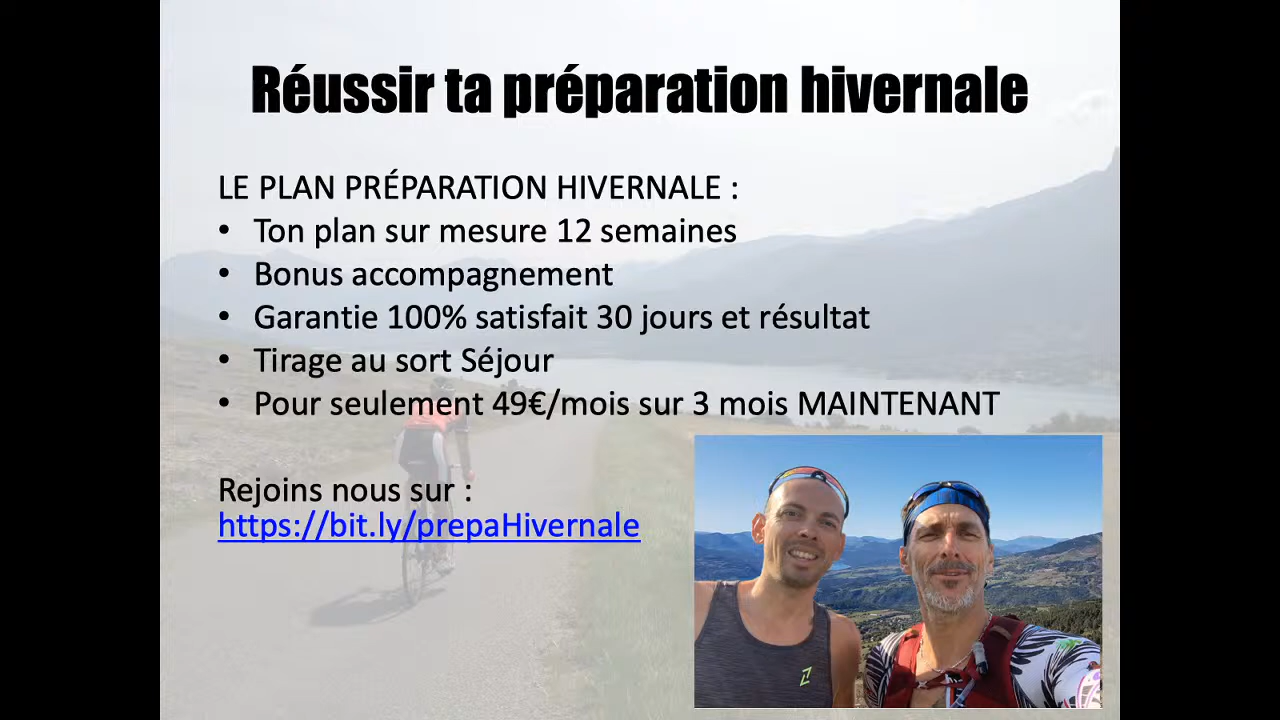 Réussir ta préparation hivernale
LE PLAN PRÉPARATION HIVERNALE :
• Ton plan sur mesure 12 semaines
• Bonus accompagnement
• Garantie 100% satisfait 30 jours et résultat
• Tirage au sort Séjour
• Pour seulement 49€/mois sur 3 mois MAINTENANT
Rejoins nous sur :
https://bit.ly/prepaHivernale